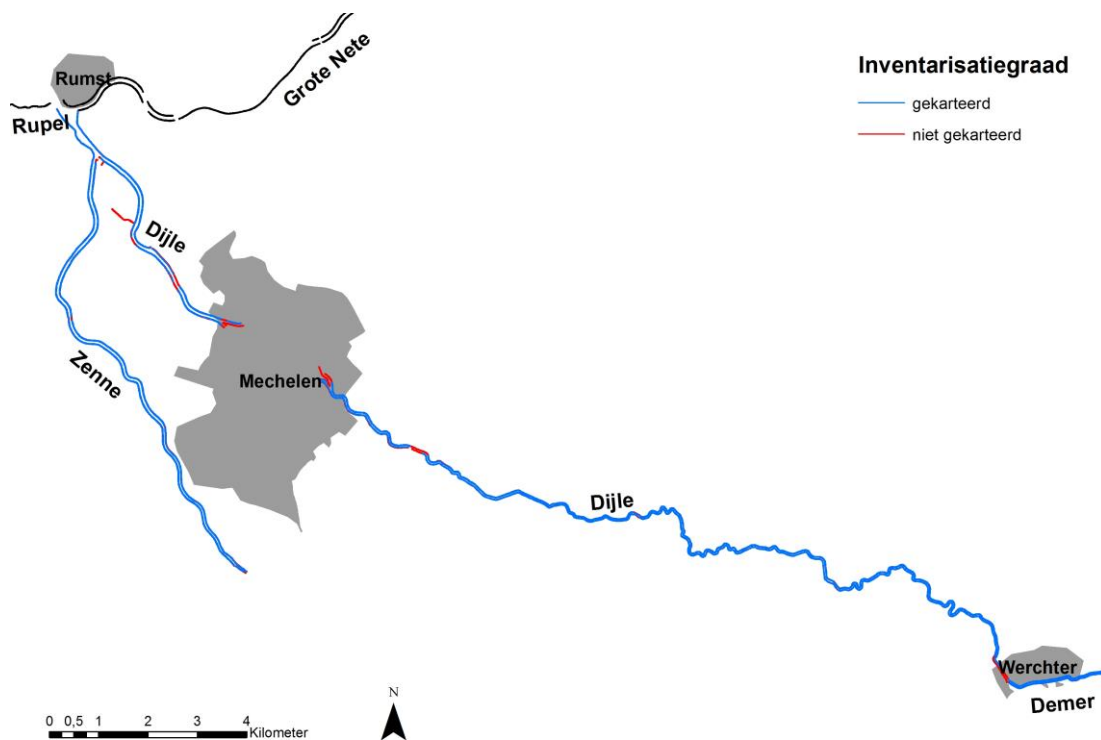 Rumst
Grote Nete
Rupel
Inventarisatiegraad
gekarteerd
niet gekarteerd
Dijle
Zenne
Mechelen
Dijle
Werchter
Demer
N
0 0,5 1 2 3 4
Kilometer